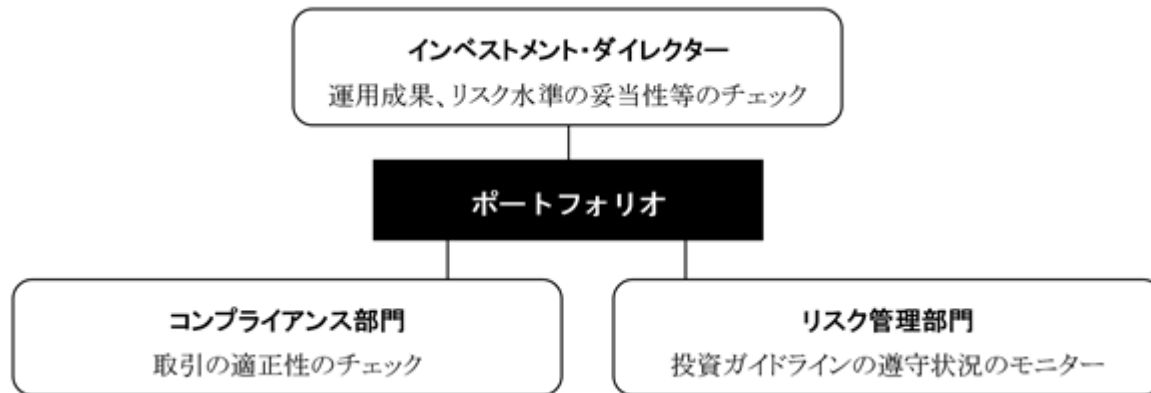 インベストメント・ダイレクター
運用成果、リスク水準の妥当性等のチェック
ポートフォリオ
コンプライアンス部門
取引の適正性のチェック
リスク管理部門
投資ガイドラインの遵守状況のモニター